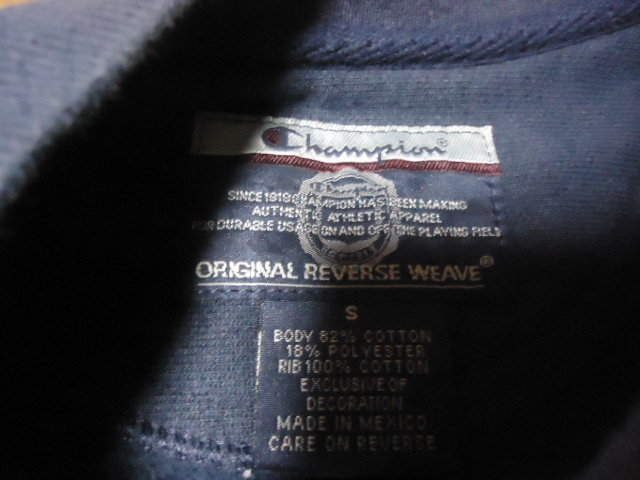 Champion
SINCE 1919 CHAMPION HAS BEEN MAKING
AUTHENTIC ATHLETIC APPAREL
FOR DURABLE USAGE ON AND OFF THE PLAYING FIELD
ORIGINAL REVERSE WEAVE®
S
BODY 82% COTTON
18% POLYESTER
RIB 100% COTTON
EXCLUSIVE OF
DECORATION
MADE IN MEXICO
CARE ON REVERSE